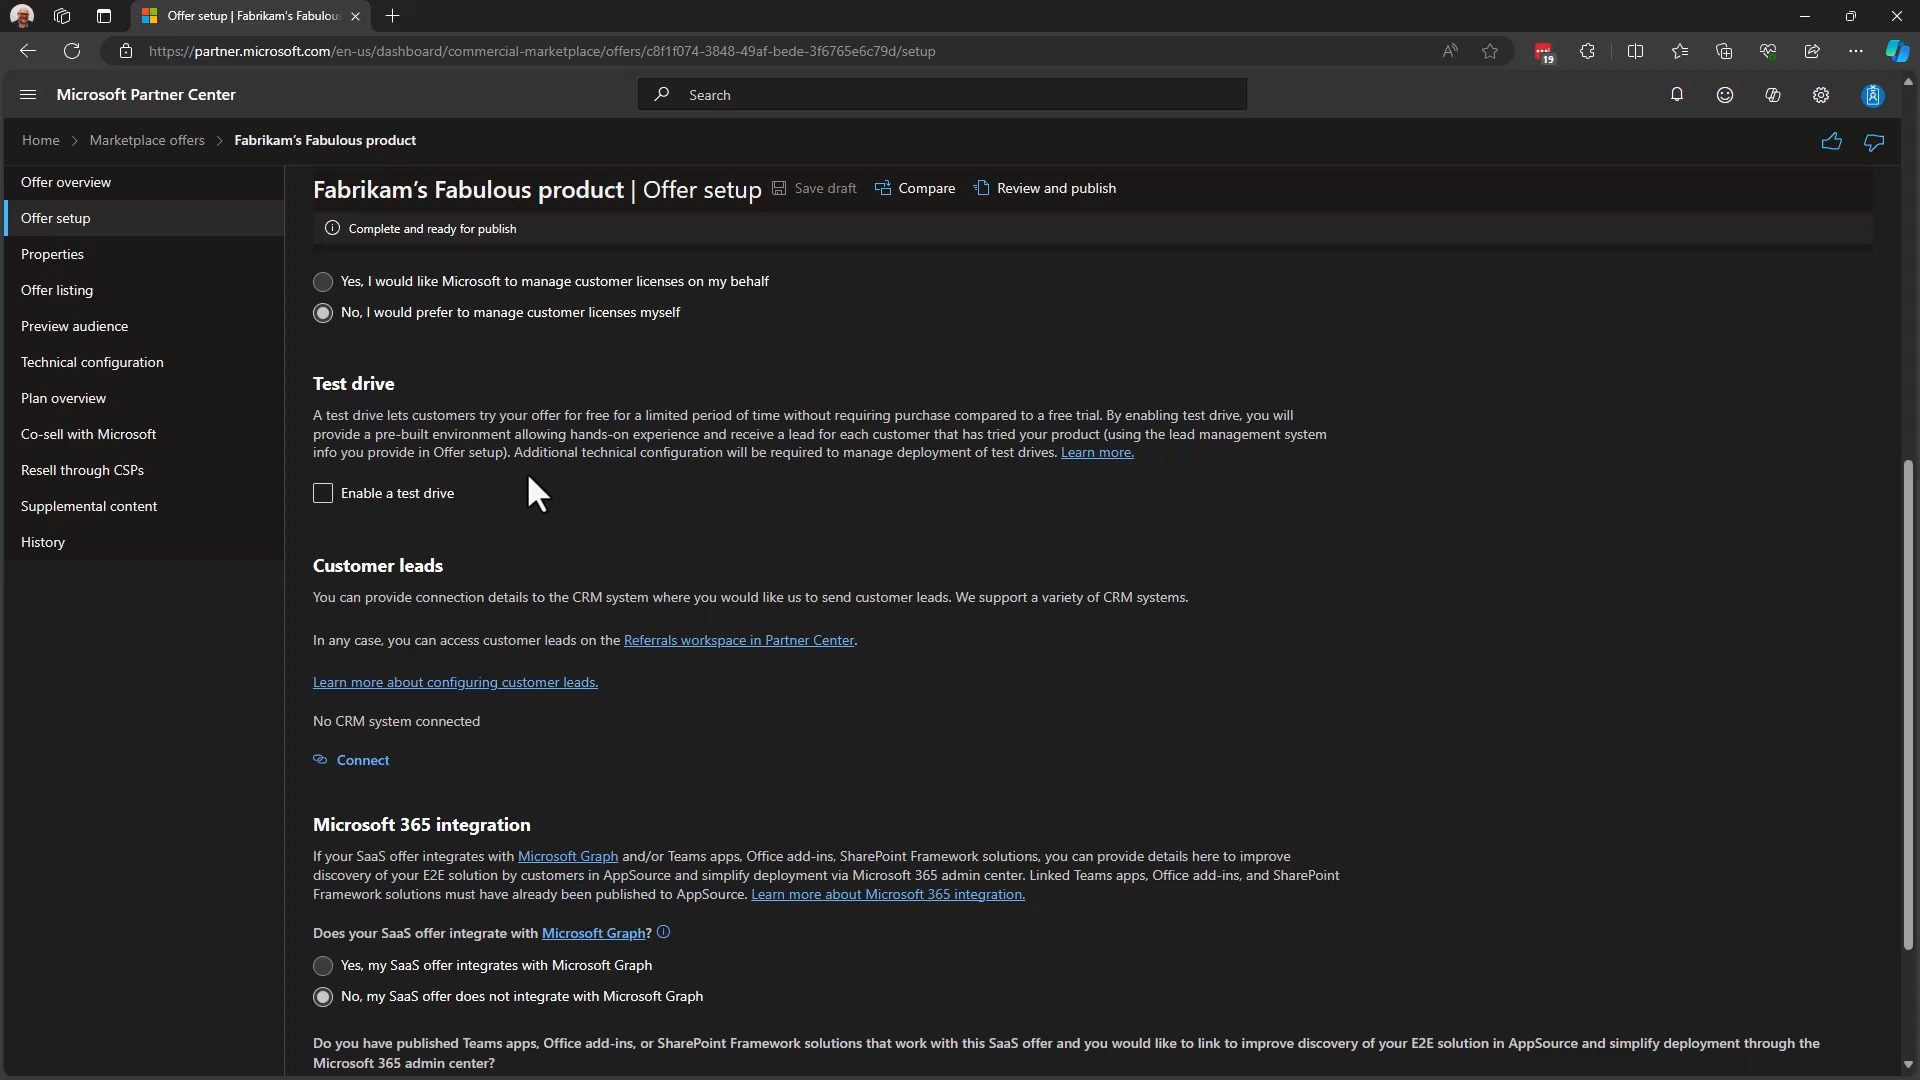 Offer setup | Fabrikam's Fabulous
https://partner.microsoft.com/en-us/dashboard/commercial-marketplace/offers/c8f1f074-3848-49af-bede-3f6765e6c79d/setup
19
Microsoft Partner Center
Search
Home > Marketplace offers > Fabrikam's Fabulous product
Offer overview
Offer setup
Properties
Offer listing
Preview audience
Technical configuration
Plan overview
Co-sell with Microsoft
Resell through CSPs
Supplemental content
History
Fabrikam's Fabulous product | Offer setup Save draft Compare Review and publish
Complete and ready for publish
Yes, I would like Microsoft to manage customer licenses on my behalf
No, I would prefer to manage customer licenses myself
Test drive
A test drive lets customers try your offer for free for a limited period of time without requiring purchase compared to a free trial. By enabling test drive, you will
provide a pre-built environment allowing hands-on experience and receive a lead for each customer that has tried your product (using the lead management system
info you provide in Offer setup). Additional technical configuration will be required to manage deployment of test drives. Learn more.
Enable a test drive
Customer leads
You can provide connection details to the CRM system where you would like us to send customer leads. We support a variety of CRM systems.
In any case, you can access customer leads on the Referrals workspace in Partner Center.
Learn more about configuring customer leads.
No CRM system connected
Connect
Microsoft 365 integration
If your SaaS offer integrates with Microsoft Graph and/or Teams apps, Office add-ins, SharePoint Framework solutions, you can provide details here to improve
discovery of your E2E solution by customers in AppSource and simplify deployment via Microsoft 365 admin center. Linked Teams apps, Office add-ins, and SharePoint
Framework solutions must have already been published to AppSource. Learn more about Microsoft 365 integration.
Does your SaaS offer integrate with Microsoft Graph?
Yes, my SaaS offer integrates with Microsoft Graph
No, my SaaS offer does not integrate with Microsoft Graph
Do you have published Teams apps, Office add-ins, or SharePoint Framework solutions that work with this SaaS offer and you would like to link to improve discovery of your E2E solution in AppSource and simplify deployment through the
Microsoft 365 admin center?